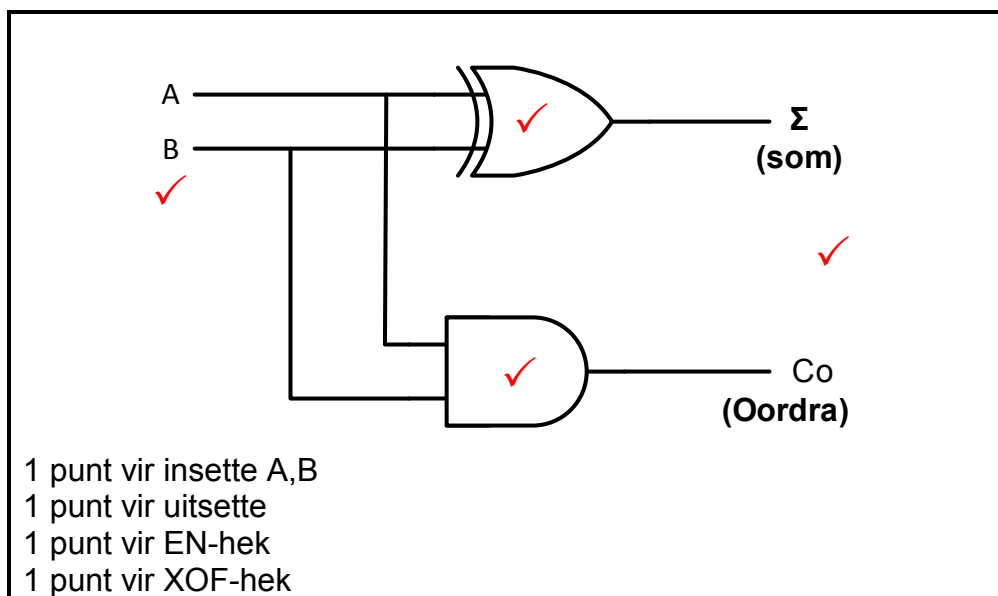 A
B
Σ
(som)
Co
(Oordra)
1 punt vir insette A,B
1 punt vir uitsette
1 punt vir EN-hek
1 punt vir XOF-hek